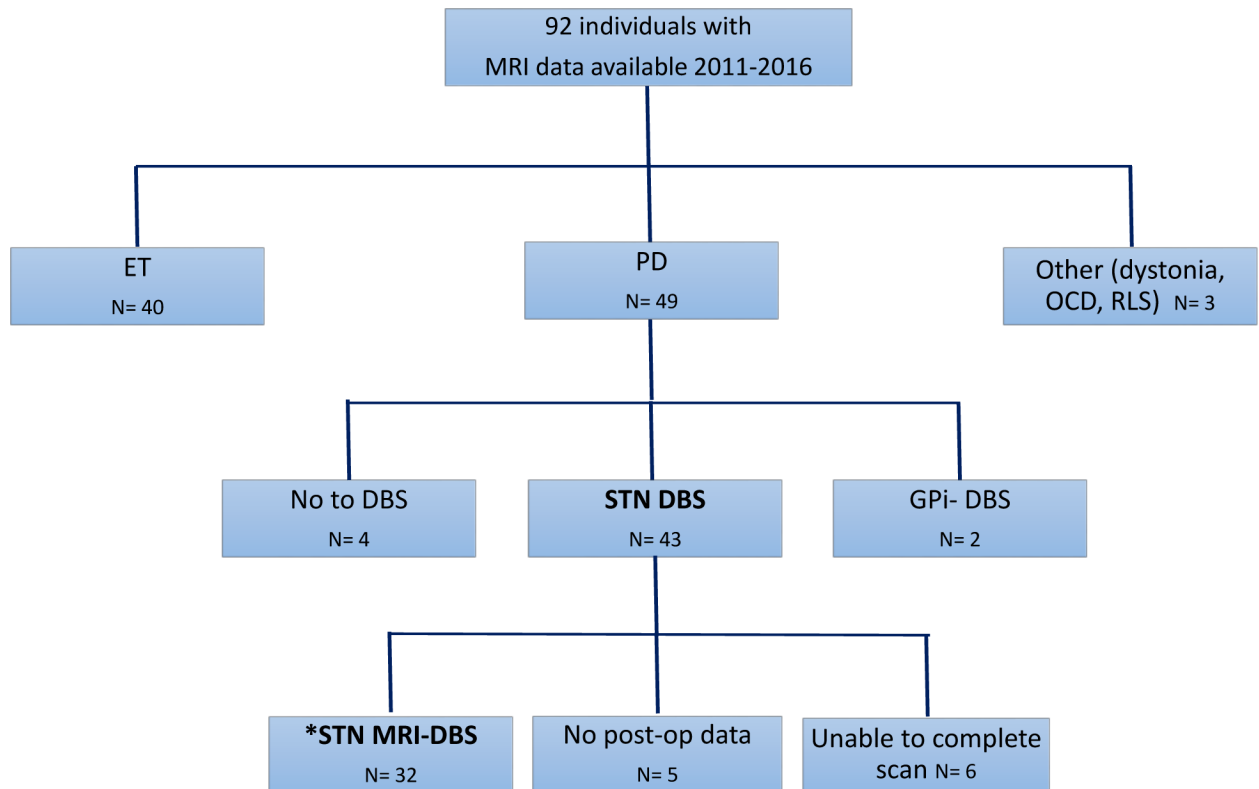 92 individuals with
MRI data available 2011-2016
ET
N= 40
PD
N= 49
Other (dystonia,
OCD, RLS) N= 3
No to DBS
N= 4
STN DBS
N= 43
GPi- DBS
N= 2
*STN MRI-DBS
N= 32
No post-op data
N= 5
Unable to complete
scan N= 6